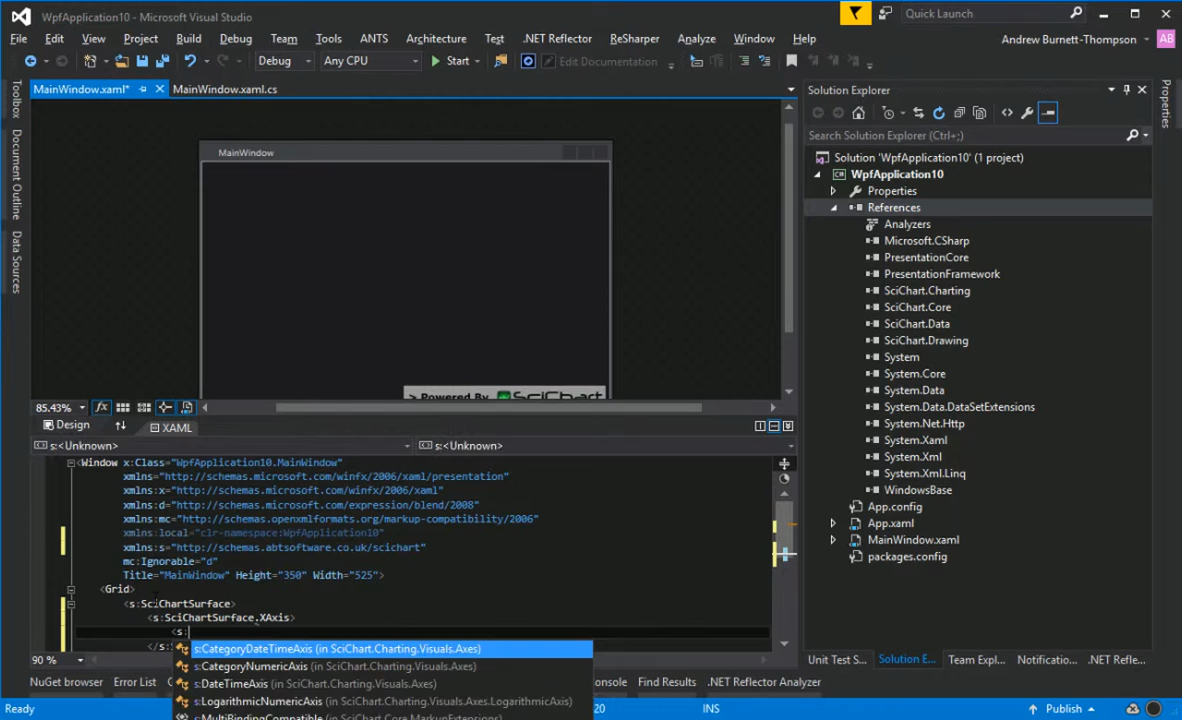 WpfApplication10 - Microsoft Visual Studio
Quick Launch
File Edit View Project Build Debug Team Tools ANTS Architecture Test .NET Reflector ReSharper Analyze Window Help
Andrew Burnett-Thompson AB
Debug Any CPU Start Edit Documentation
Toolbox
Document Outline
Data Sources
MainWindow.xaml* MainWindow.xaml.cs
MainWindow
> Powered By SciChart
85.43% fx
Design XAML
s:<Unknown> s:<Unknown>
<Window x:Class="WpfApplication10.MainWindow"
xmlns="http://schemas.microsoft.com/winfx/2006/xaml/presentation"
xmlns:x="http://schemas.microsoft.com/winfx/2006/xaml"
xmlns:d="http://schemas.microsoft.com/expression/blend/2008"
xmlns:mc="http://schemas.openxmlformats.org/markup-compatibility/2006"
xmlns:local="clr-namespace:WpfApplication10"
xmlns:s="http://schemas.abtsoftware.co.uk/scichart"
mc:Ignorable="d"
Title="MainWindow" Height="350" Width="525">
<Grid>
<s:SciChartSurface>
<s:SciChartSurface.XAxis>
<s:
</s:S
s:CategoryDateTimeAxis (in SciChart.Charting.Visuals.Axes)
s:CategoryNumericAxis (in SciChart.Charting.Visuals.Axes)
s:DateTimeAxis (in SciChart.Charting.Visuals.Axes)
s:LogarithmicNumericAxis (in SciChart.Charting.Visuals.Axes.LogarithmicAxis)
s:MultiBindingCompatible (in SciChart.Core.MarkupExtensions)
90 %
NuGet browser Error List onsole Find Results .NET Reflector Analyzer
Ready 20 INS Publish
Solution Explorer
Search Solution Explorer (Ctrl+;)
Solution 'WpfApplication10' (1 project)
C# WpfApplication10
Properties
References
Analyzers
Microsoft.CSharp
PresentationCore
PresentationFramework
SciChart.Charting
SciChart.Core
SciChart.Data
SciChart.Drawing
System
System.Core
System.Data
System.Data.DataSetExtensions
System.Net.Http
System.Xaml
System.Xml
System.Xml.Linq
WindowsBase
App.config
App.xaml
MainWindow.xaml
packages.config
Unit Test S... Solution E... Team Expl... Notificatio... .NET Refle...
Properties